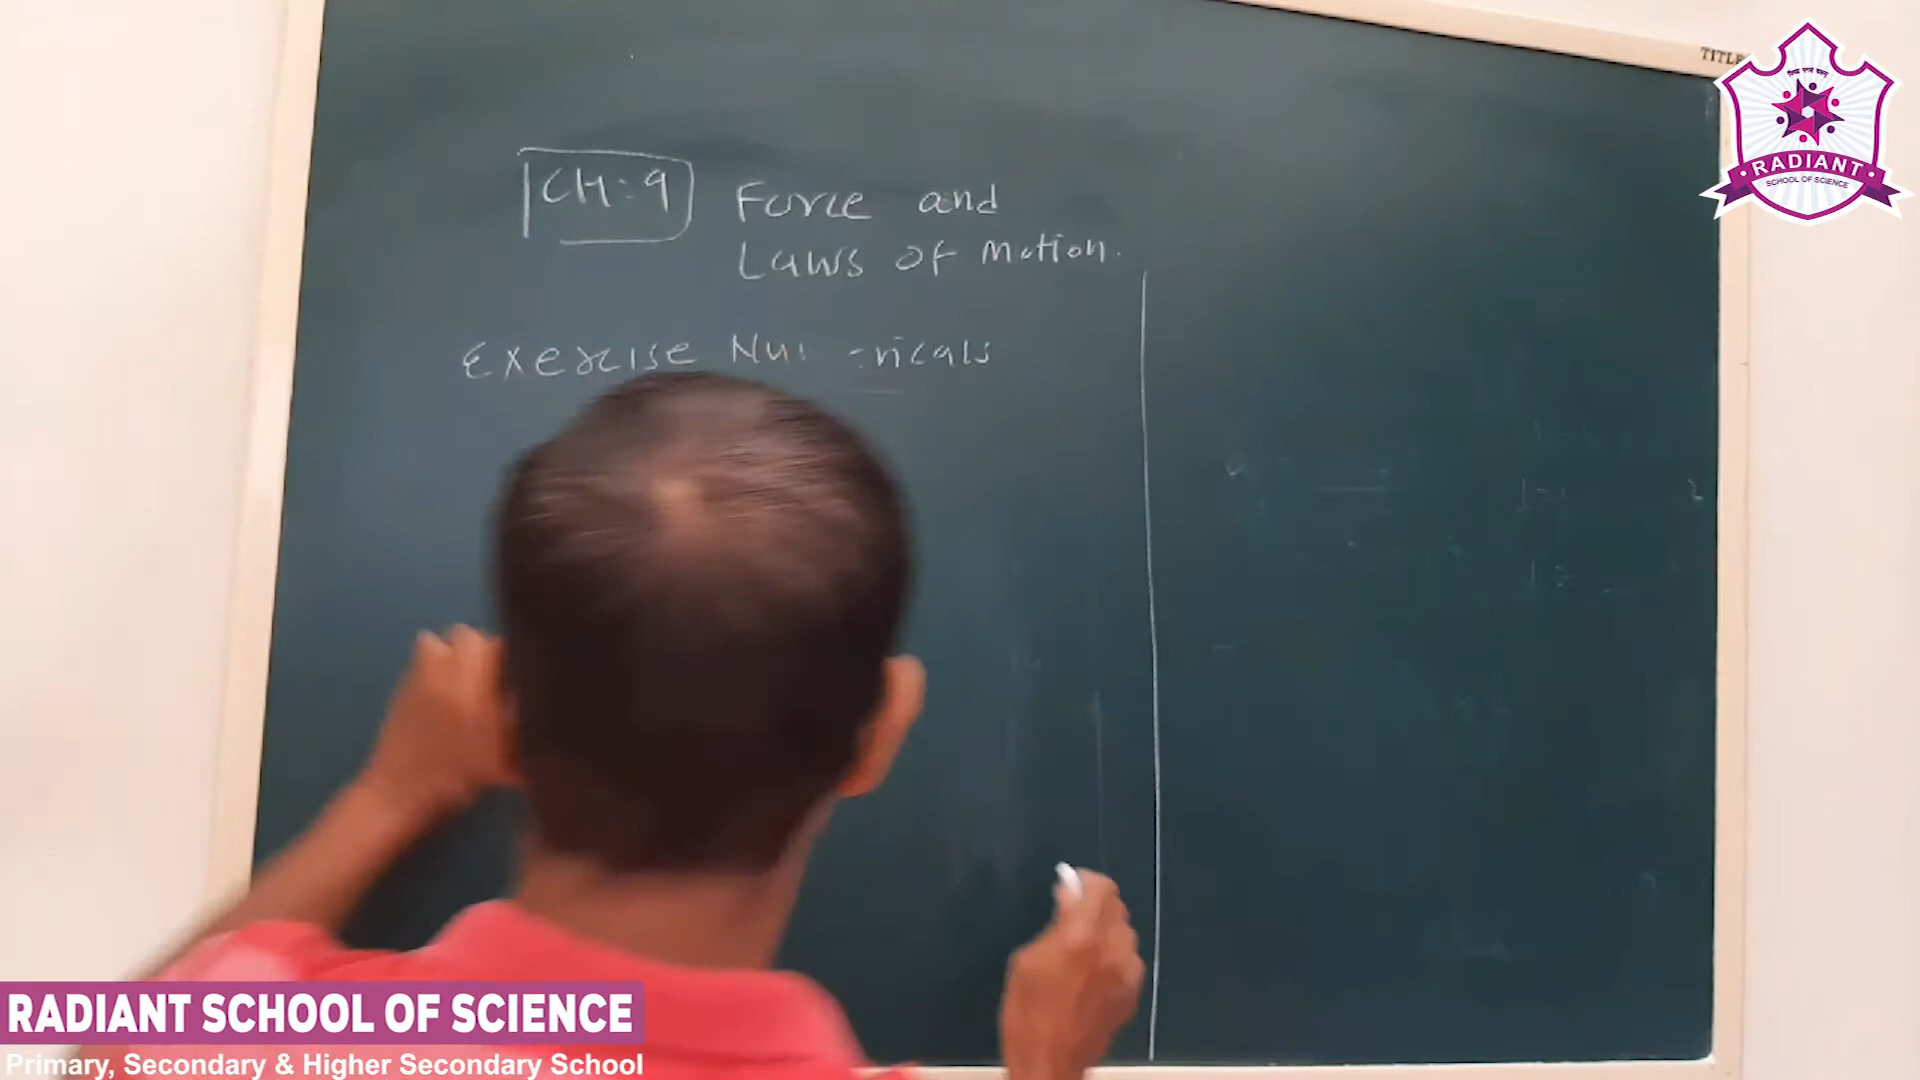 TITLE
RADIANT
SCHOOL OF SCIENCE
CH:9 Force and
Laws of Motion.
Exercise
RADIANT SCHOOL OF SCIENCE
Primary, Secondary & Higher Secondary School